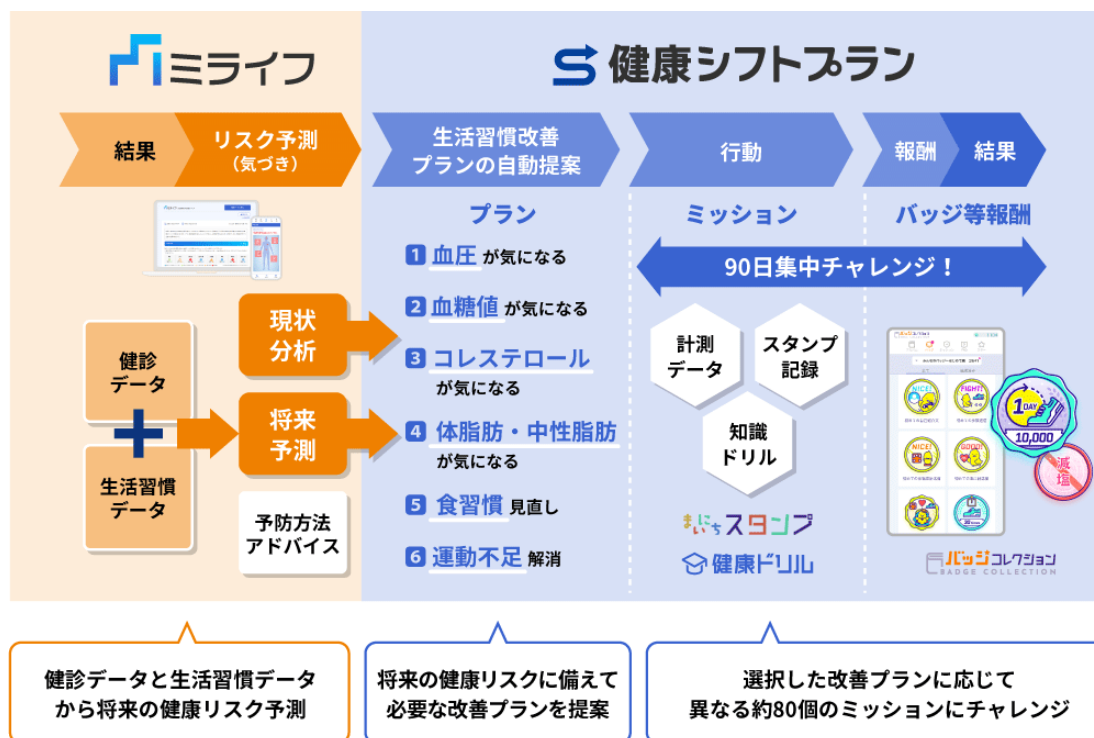 ミライフ
健康シフトプラン
結果
リスク予測
（気づき）
生活習慣改善
プランの自動提案
行動
報酬
結果
プラン
ミッション
バッジ等報酬
90日集中チャレンジ！
1 血圧 が気になる
2 血糖値 が気になる
3 コレステロール
が気になる
4 体脂肪・中性脂肪
が気になる
5 食習慣 見直し
6 運動不足 解消
健診
データ
+
生活習慣
データ
現状
分析
将来
予測
予防方法
アドバイス
計測
データ
スタンプ
記録
知識
ドリル
まいにちスタンプ
健康ドリル
バッジコレクション
NICE!
FIGHT!
NICE!
GOOD!
1DAY
10,000
減塩
バッジコレクション
BADGE COLLECTION
健診データと生活習慣データ
から将来の健康リスク予測
将来の健康リスクに備えて
必要な改善プランを提案
選択した改善プランに応じて
異なる約80個のミッションにチャレンジ